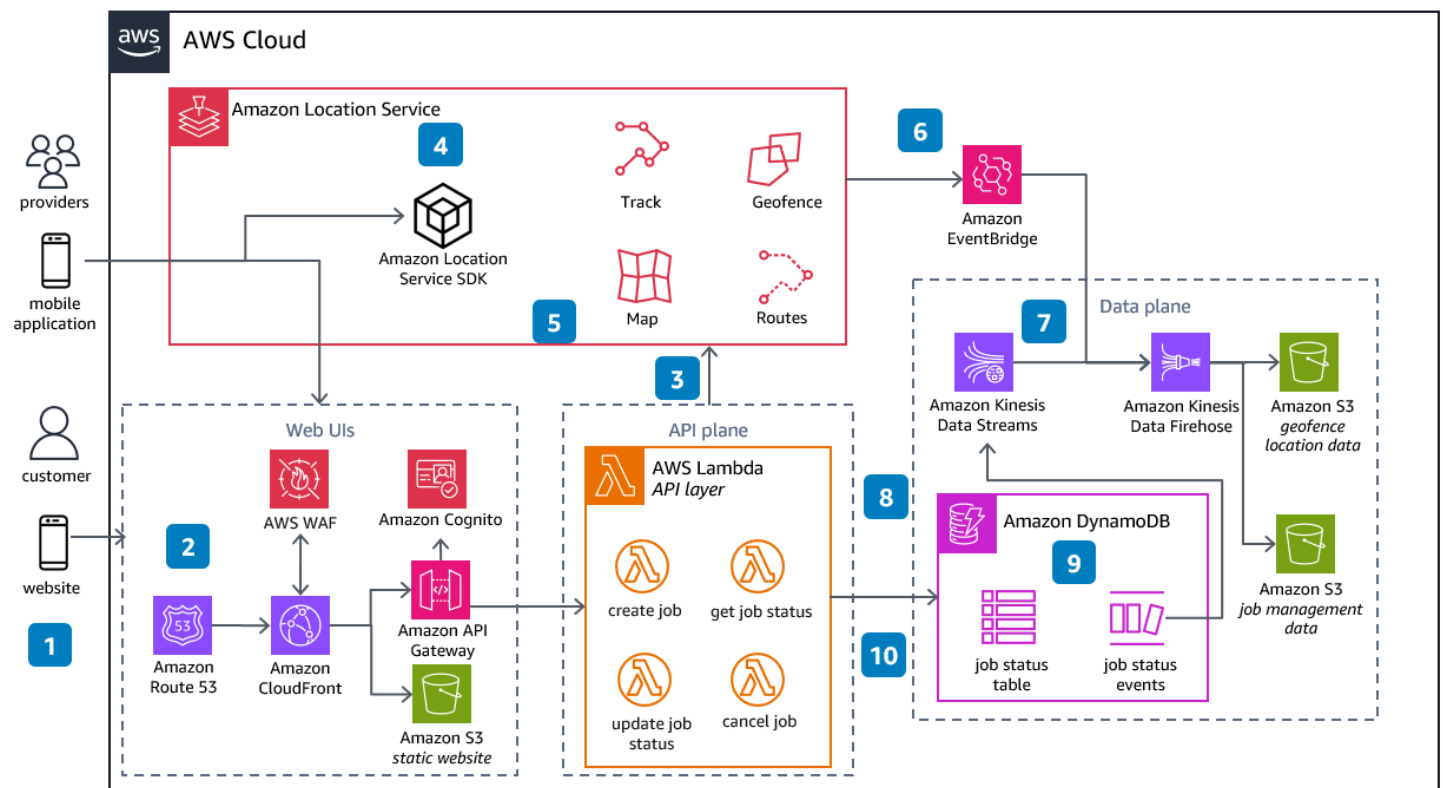 aws
AWS Cloud
Amazon Location Service
4
6
providers
Track
Geofence
Amazon
EventBridge
Amazon Location
Service SDK
mobile
application
5
Map
Routes
Data plane
7
3
Amazon Kinesis
Data Streams
Amazon Kinesis
Data Firehose
Amazon S3
geofence
location data
customer
Web UIs
AWS WAF
Amazon Cognito
API plane
AWS Lambda
API layer
8
Amazon DynamoDB
9
website
2
1
53
Amazon
Route 53
Amazon
CloudFront
</>
Amazon API
Gateway
Amazon S3
static website
create job
get job status
update job
status
cancel job
10
job status
table
job status
events
Amazon S3
job management
data